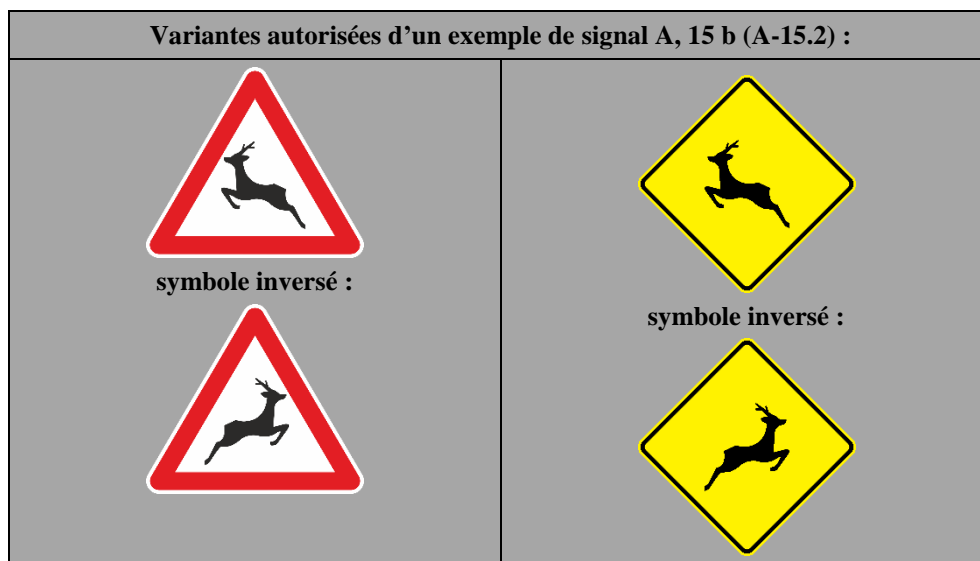 Variantes autorisées d'un exemple de signal A, 15 b (A-15.2) :
symbole inversé :
symbole inversé :